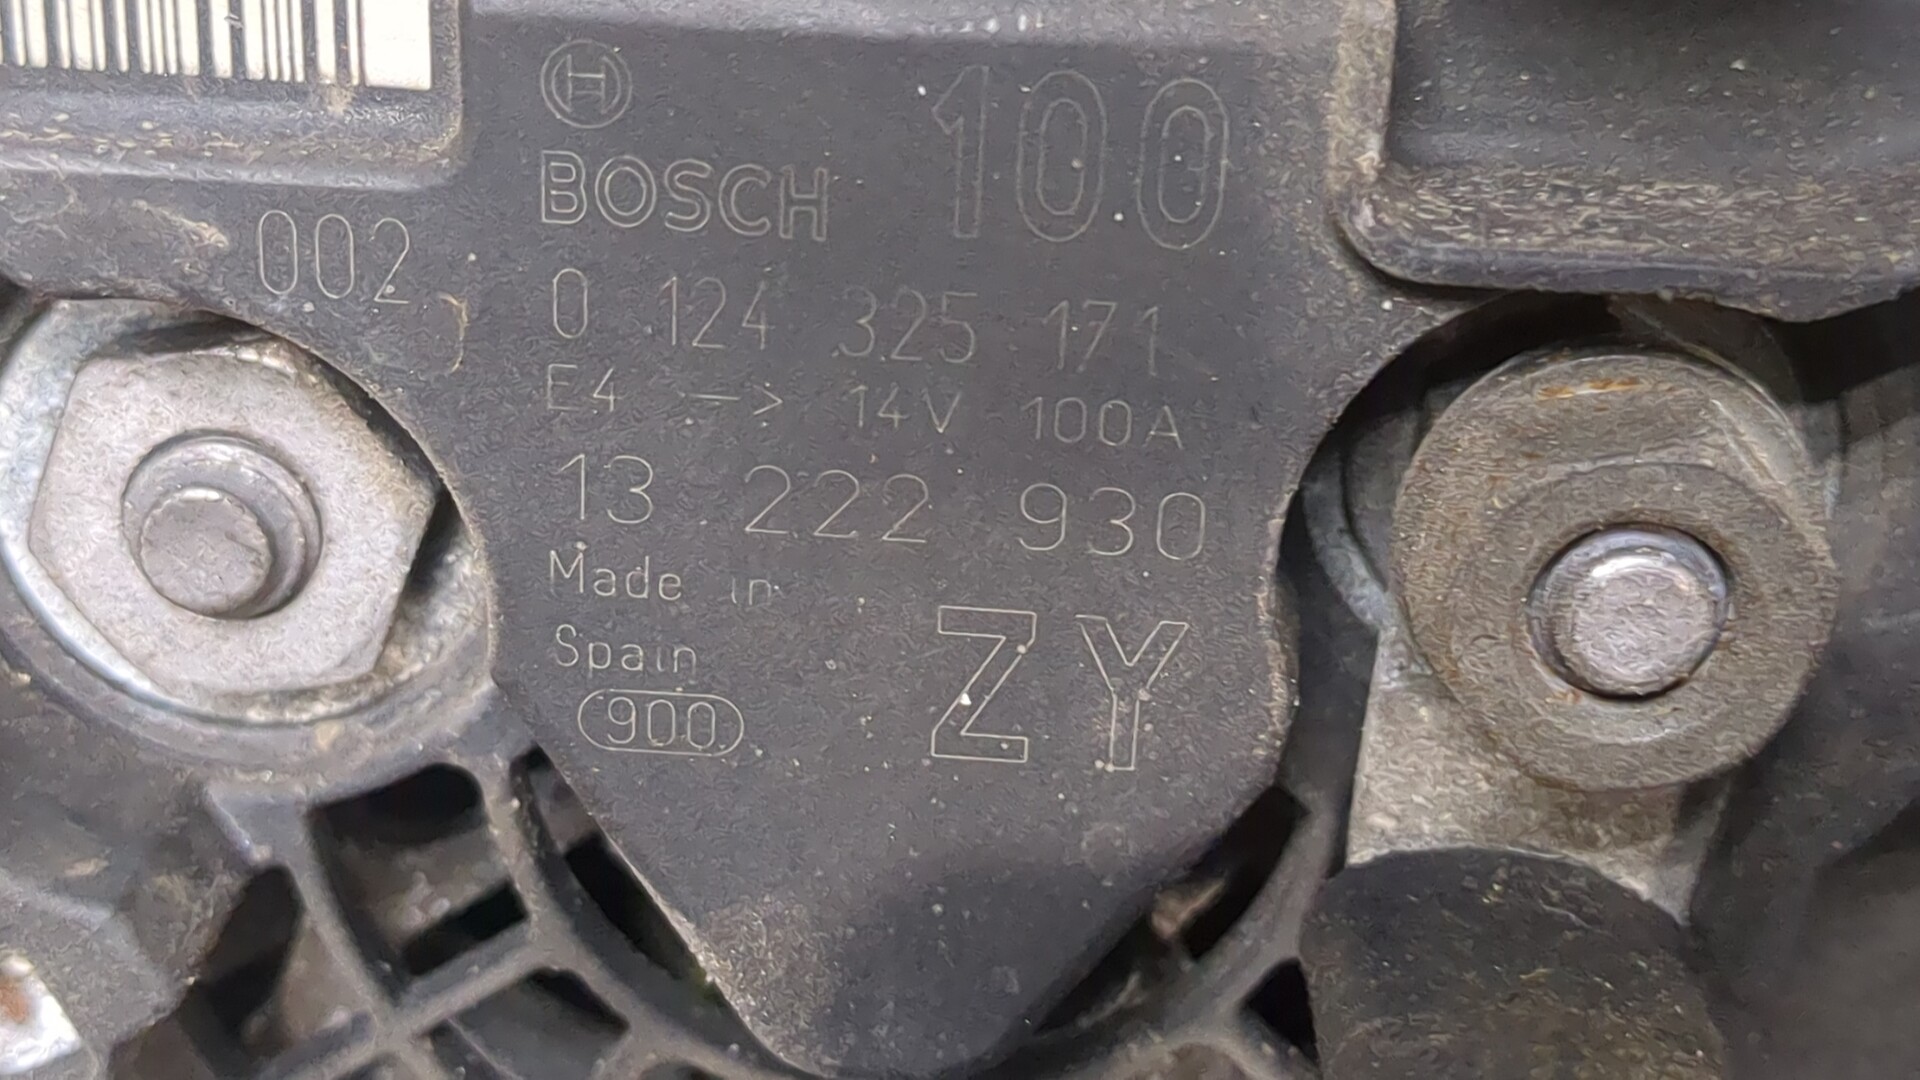 BOSCH 100
002
0 124 325 171
E4 -> 14V 100A
13 222 930
Made in
Spain
ZY
900